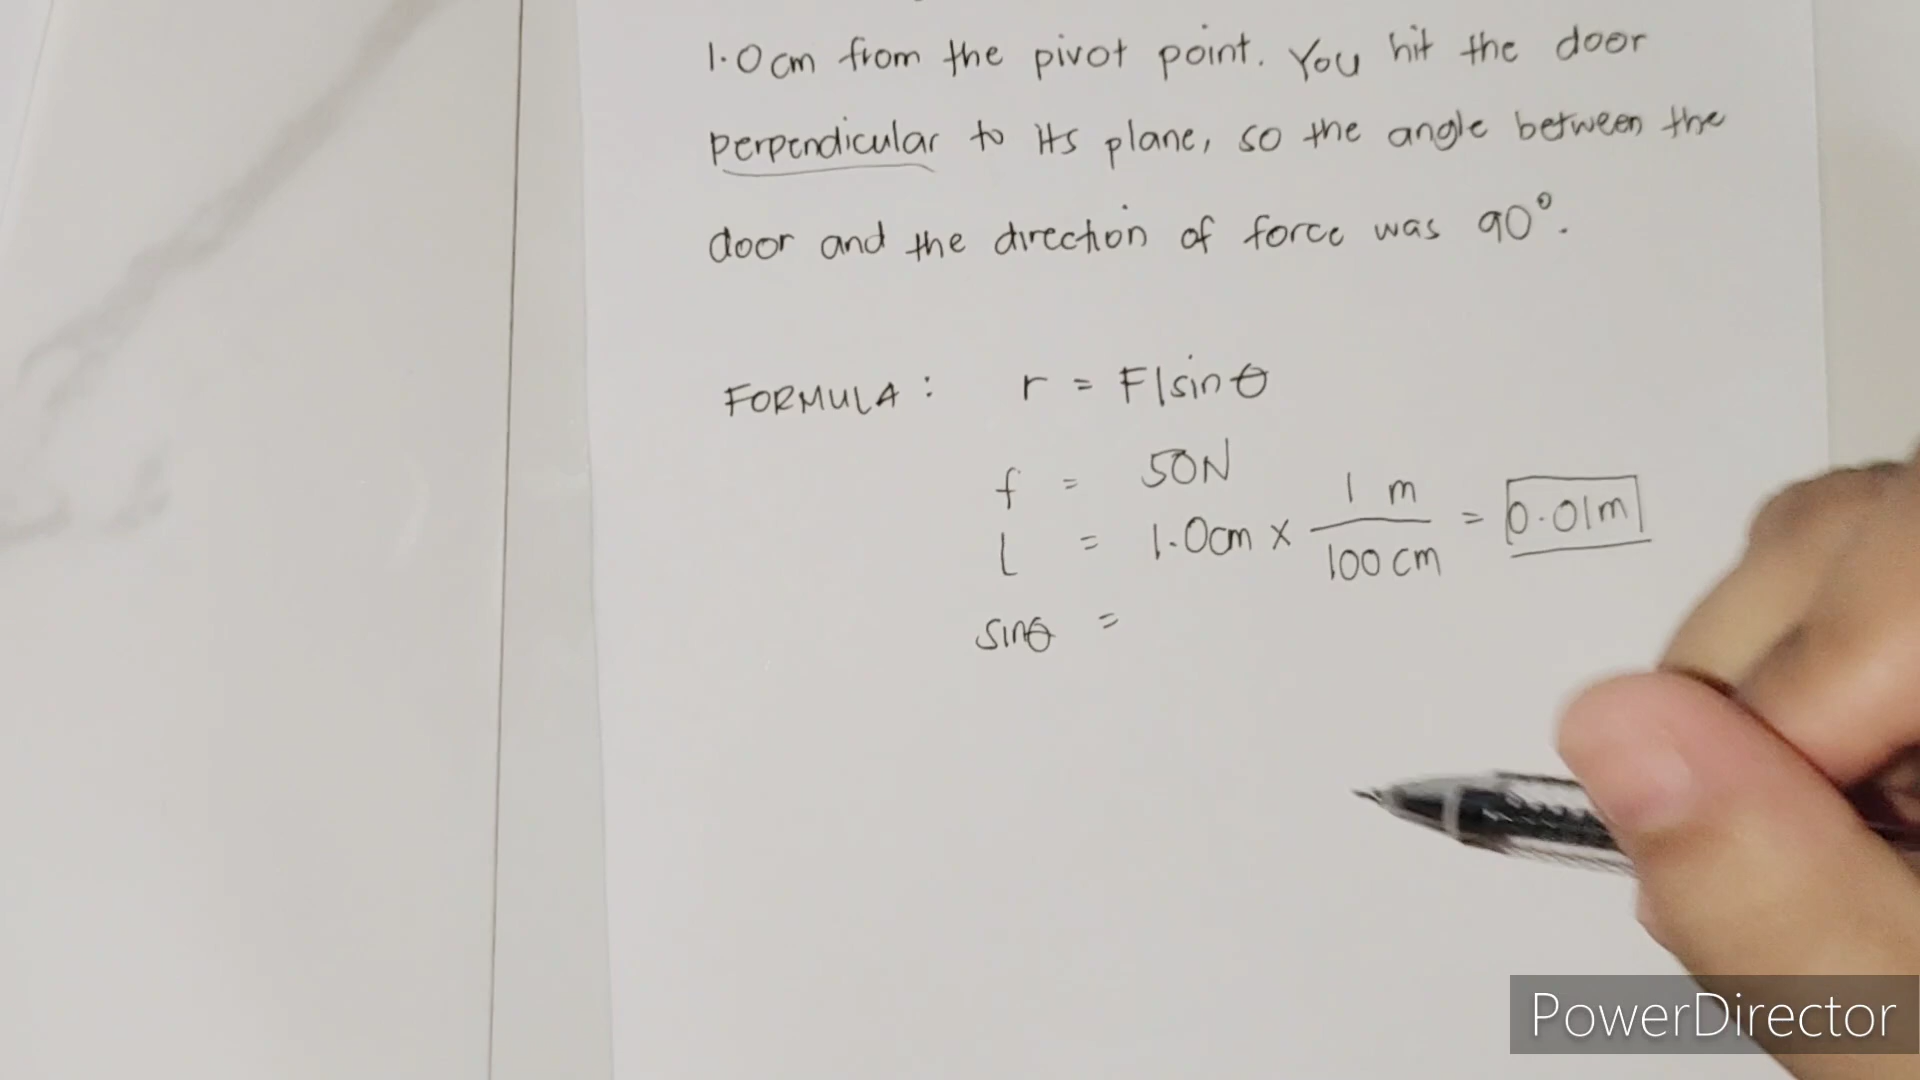 1.0cm from the pivot point. You hit the door
perpendicular to its plane, so the angle between the
door and the direction of force was 90°.
FORMULA : r = Flsinθ
f = 50N
l = 1.0cm × 1 m / 100 cm = 0.01m
sinθ =
PowerDirector